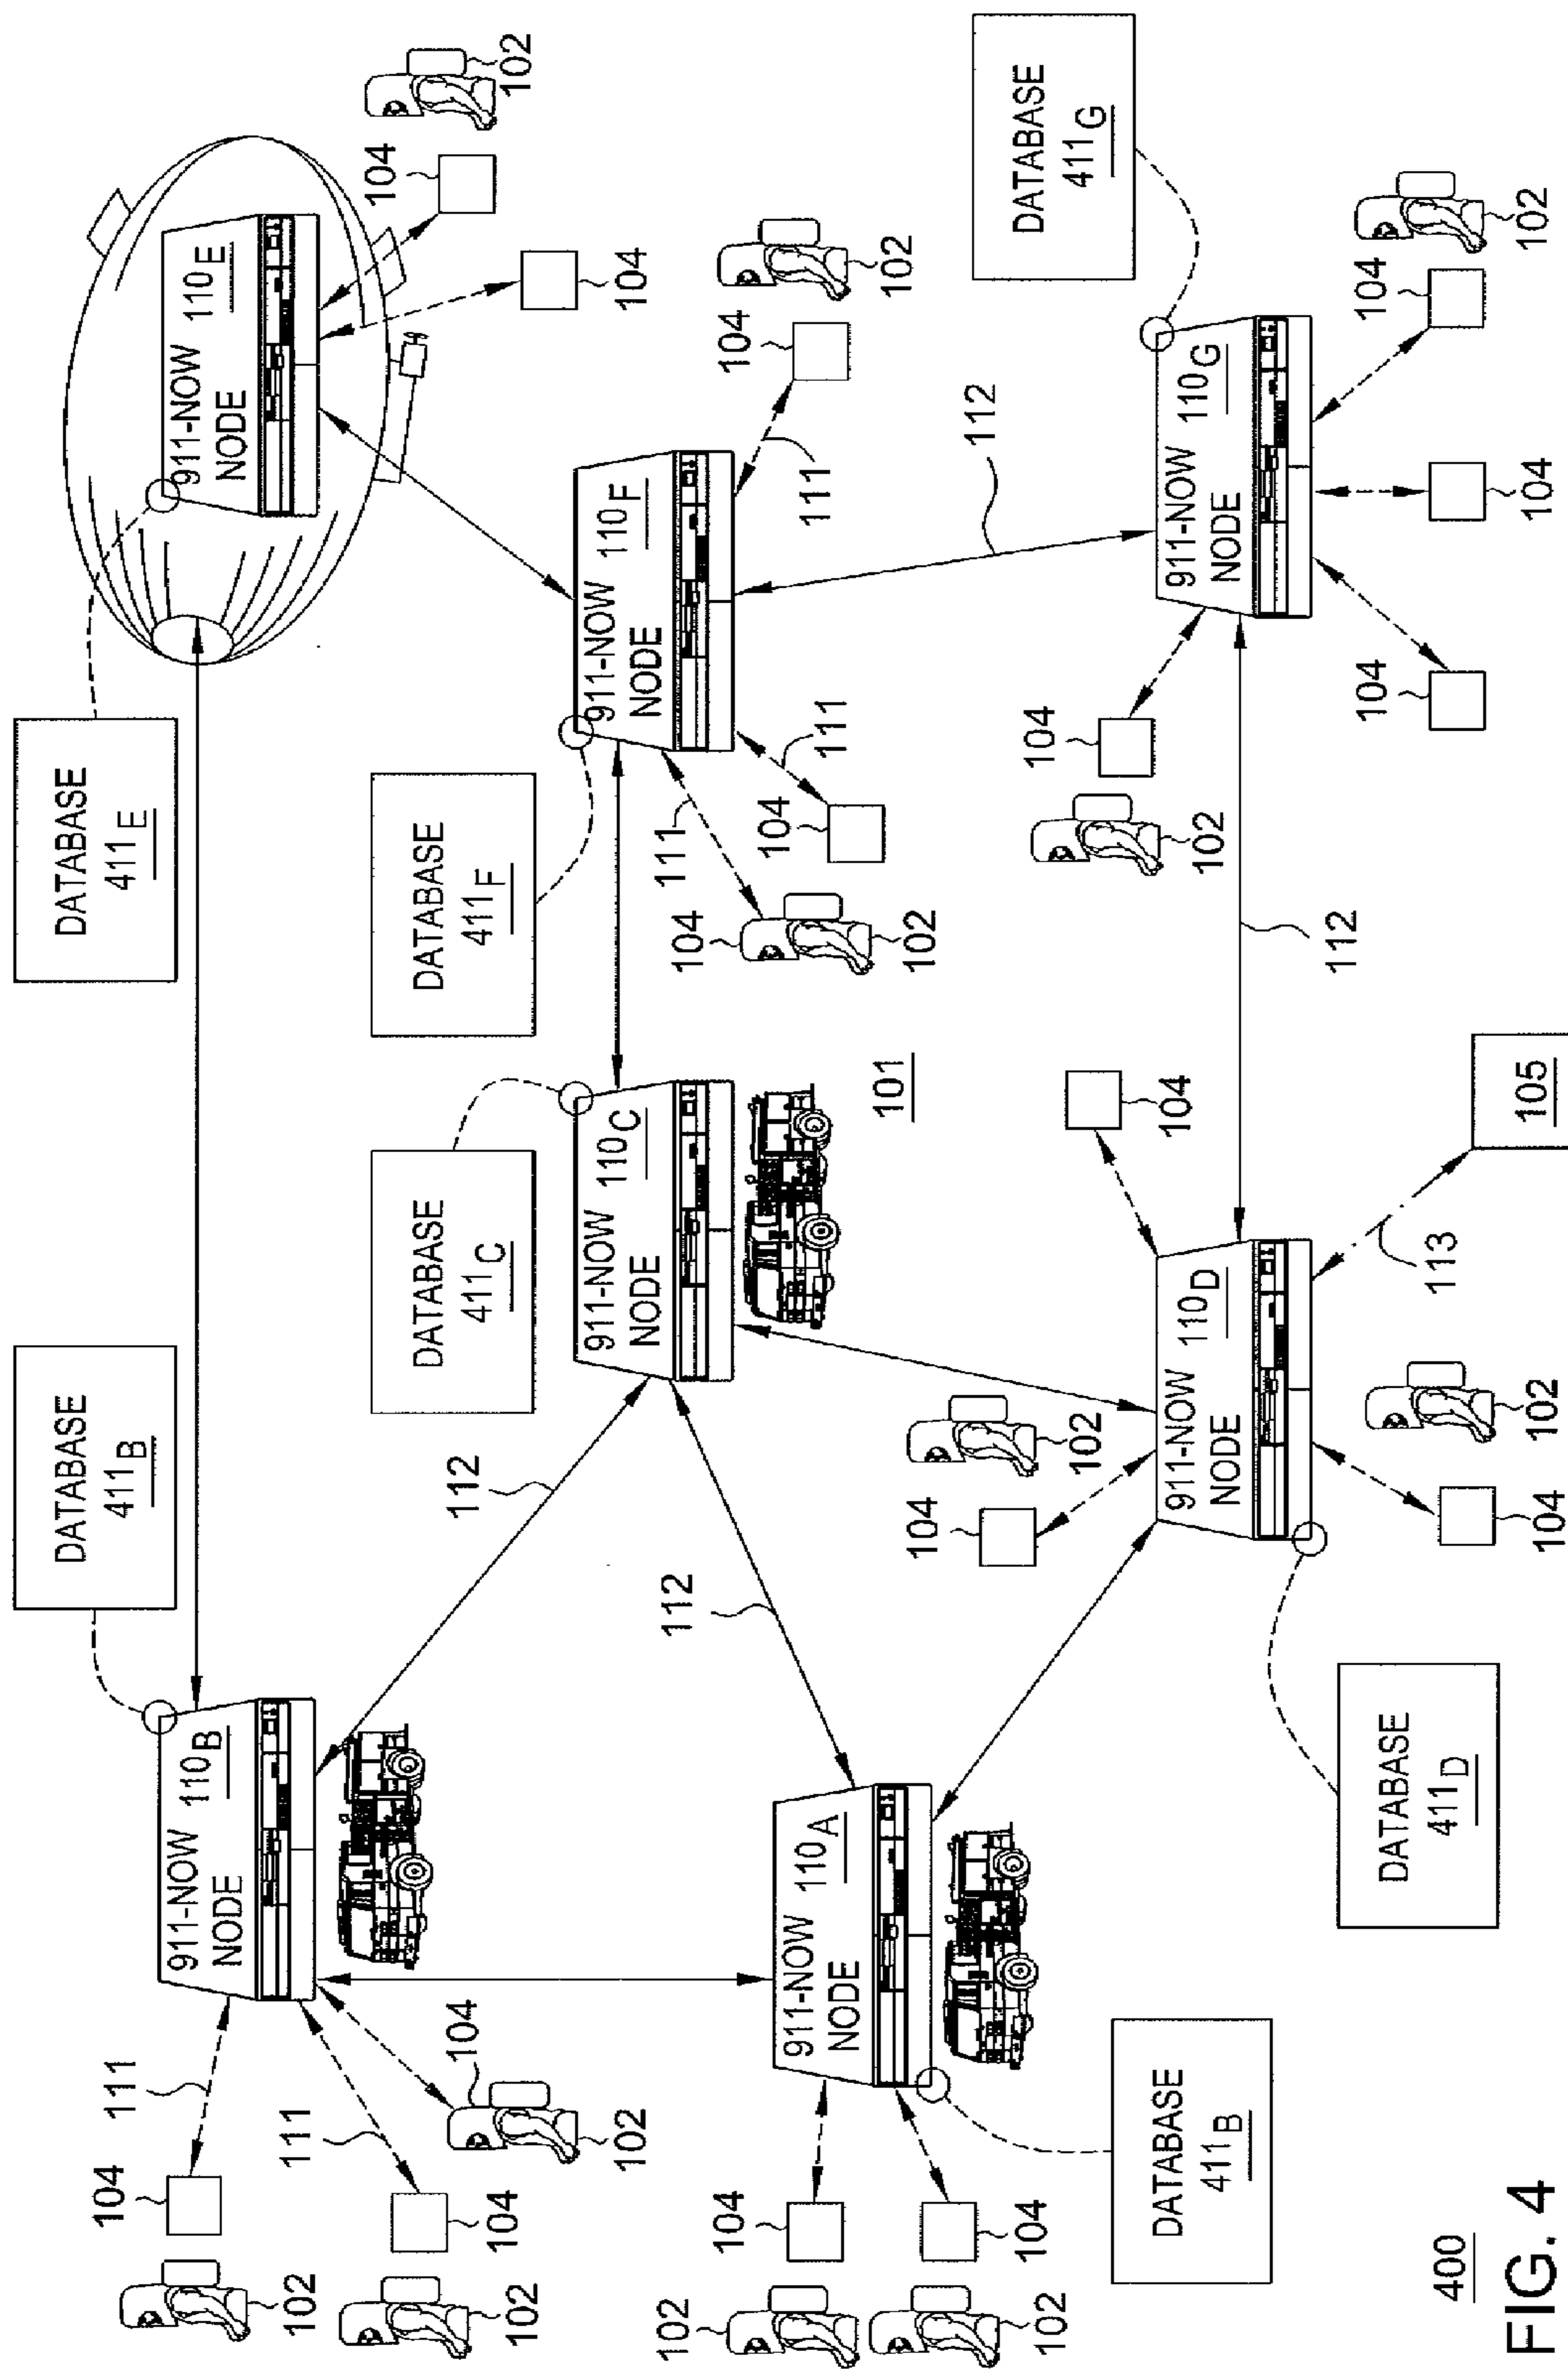 DATABASE
411B
DATABASE
411E
104
111
102
911-NOW 110B
NODE
911-NOW 110E
NODE
111
104
102
104
102
112
104
102
104
DATABASE
411C
DATABASE
411F
911-NOW 110C
NODE
911-NOW 110F
NODE
112
101
111
104
102
111
104
111
104
102
104
102
104
102
911-NOW 110A
NODE
112
DATABASE
411B
104
102
104
104
102
911-NOW 110D
NODE
112
911-NOW 110G
NODE
DATABASE
411G
DATABASE
411D
104
102
113
105
104
104
104
102
400
FIG. 4